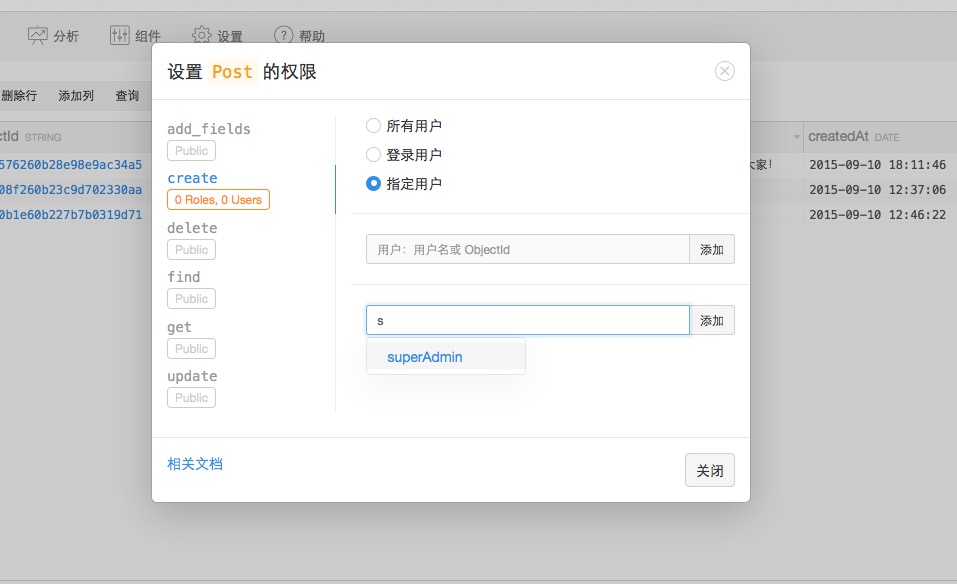 分析 组件 设置 帮助
设置 Post 的权限
删除行 添加列 查询
ctId STRING
createdAt DATE
576260b28e98e9ac34a5
大家!
2015-09-10 18:11:46
08f260b23c9d702330aa
2015-09-10 12:37:06
0b1e60b227b7b0319d71
2015-09-10 12:46:22
add_fields
Public
create
0 Roles, 0 Users
delete
Public
find
Public
get
Public
update
Public
所有用户
登录用户
指定用户
用户：用户名或 ObjectId 添加
s 添加
superAdmin
相关文档
关闭